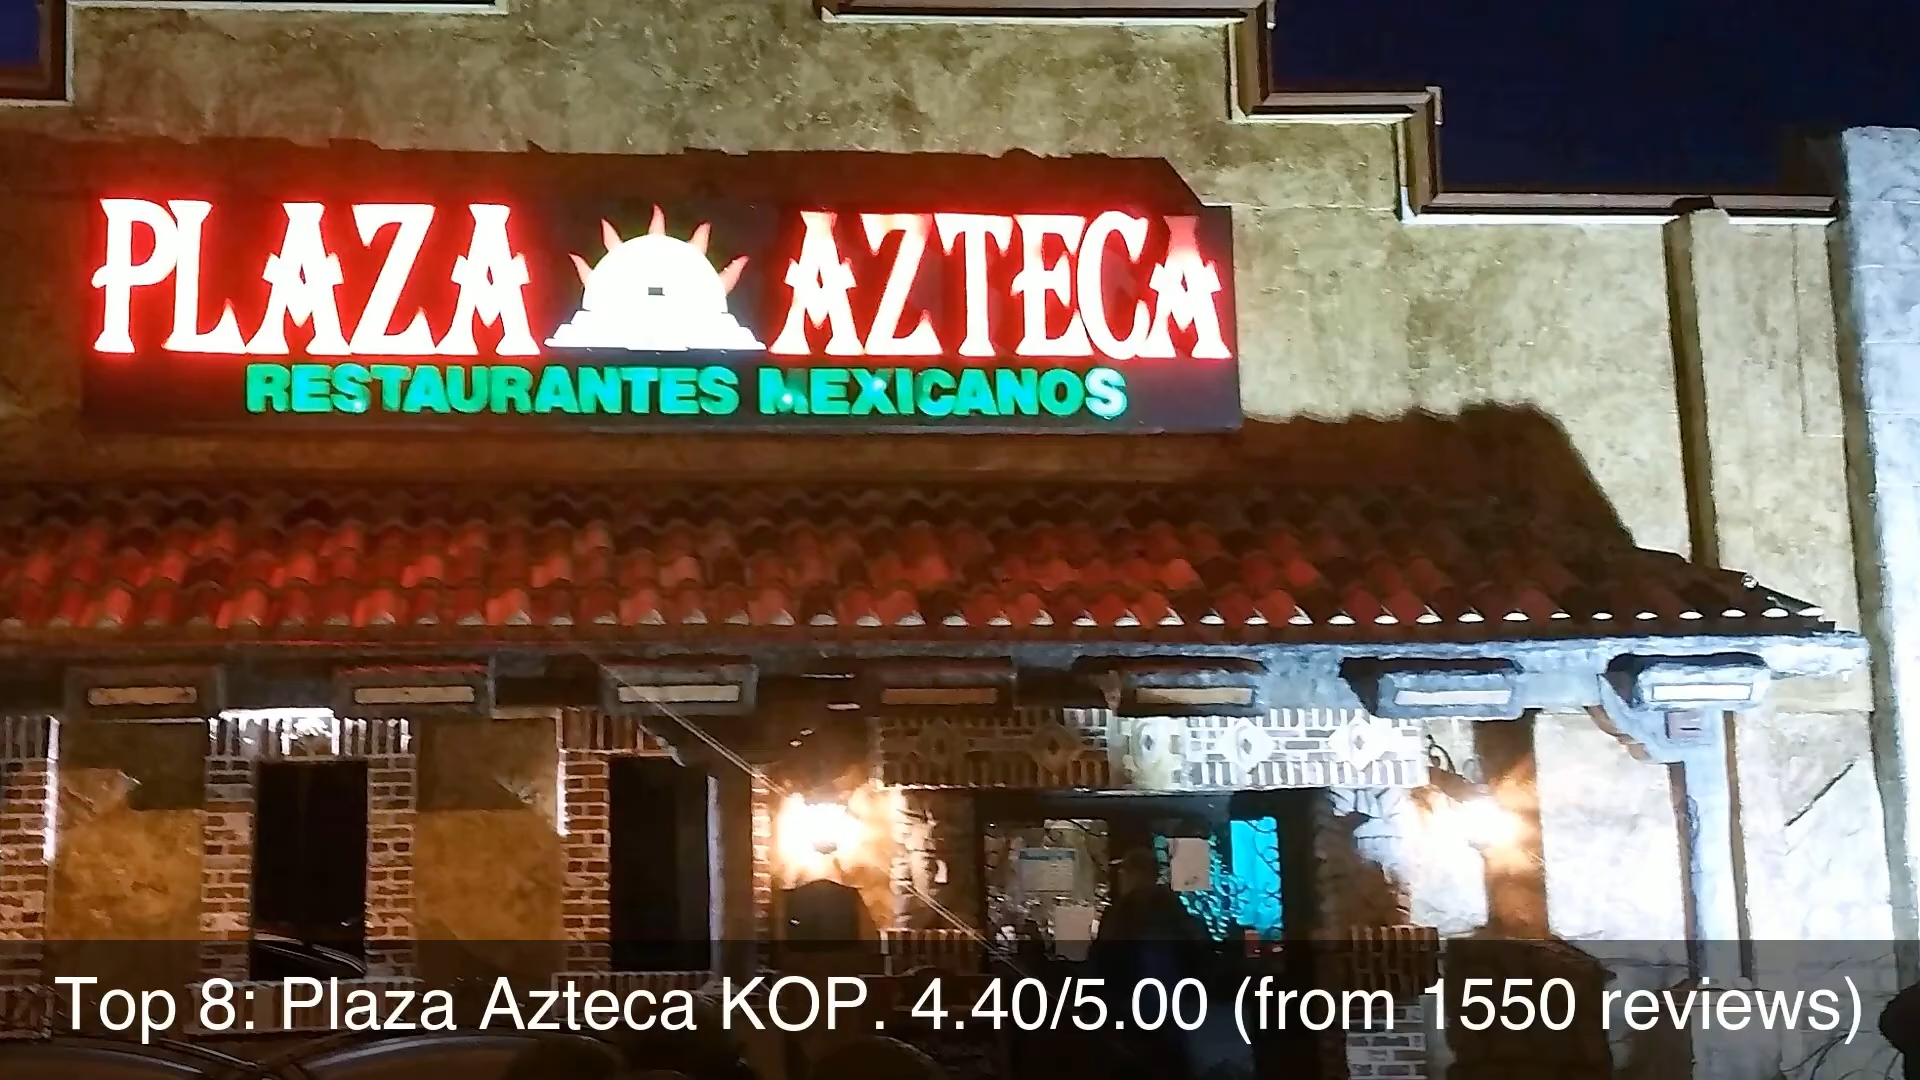 PLAZA AZTECA
RESTAURANTES MEXICANOS
Top 8: Plaza Azteca KOP. 4.40/5.00 (from 1550 reviews)